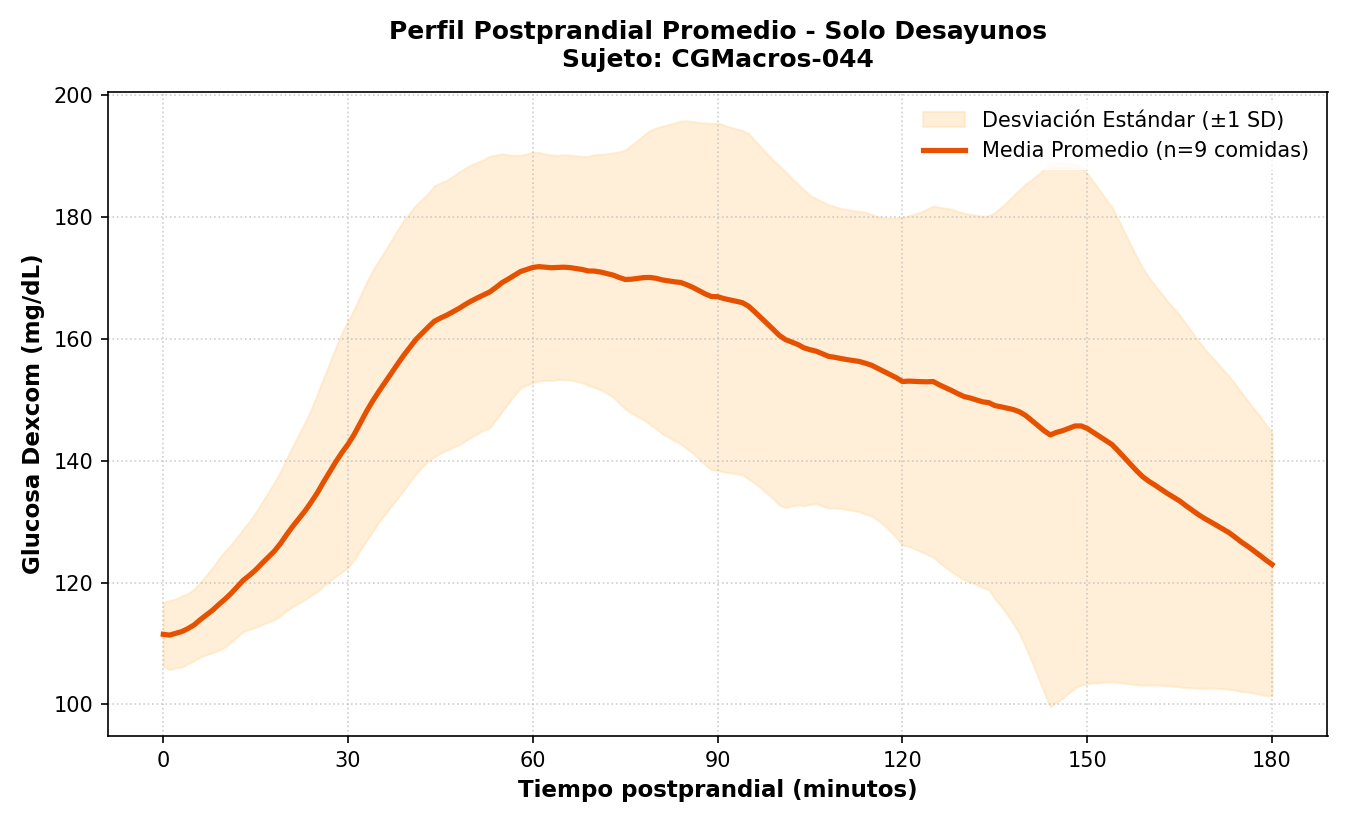 Perfil Postprandial Promedio - Solo Desayunos
Sujeto: CGMacros-044
Desviación Estándar (±1 SD)
Media Promedio (n=9 comidas)
Glucosa Dexcom (mg/dL)
200
180
160
140
120
100
0 30 60 90 120 150 180
Tiempo postprandial (minutos)